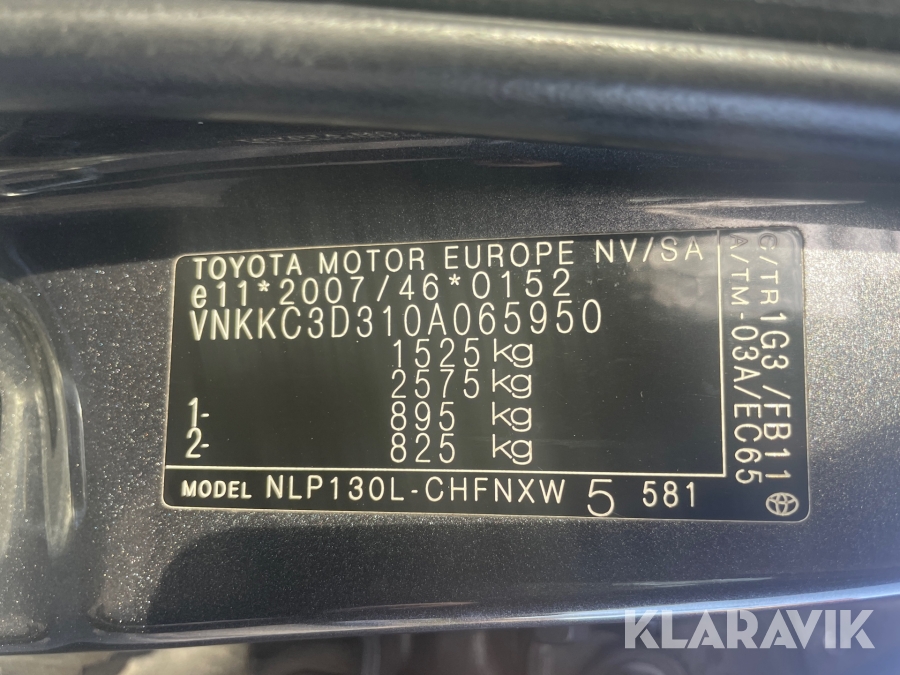 TOYOTA MOTOR EUROPE NV/SA
e11*2007/46*0152
VNKKC3D310A065950
1525 kg
2575 kg
1- 895 kg
2- 825 kg
MODEL NLP130L-CHFNXW 5 581
C/TR1G3 /FB11
A/TM-03A/EC65
KLARAVIK